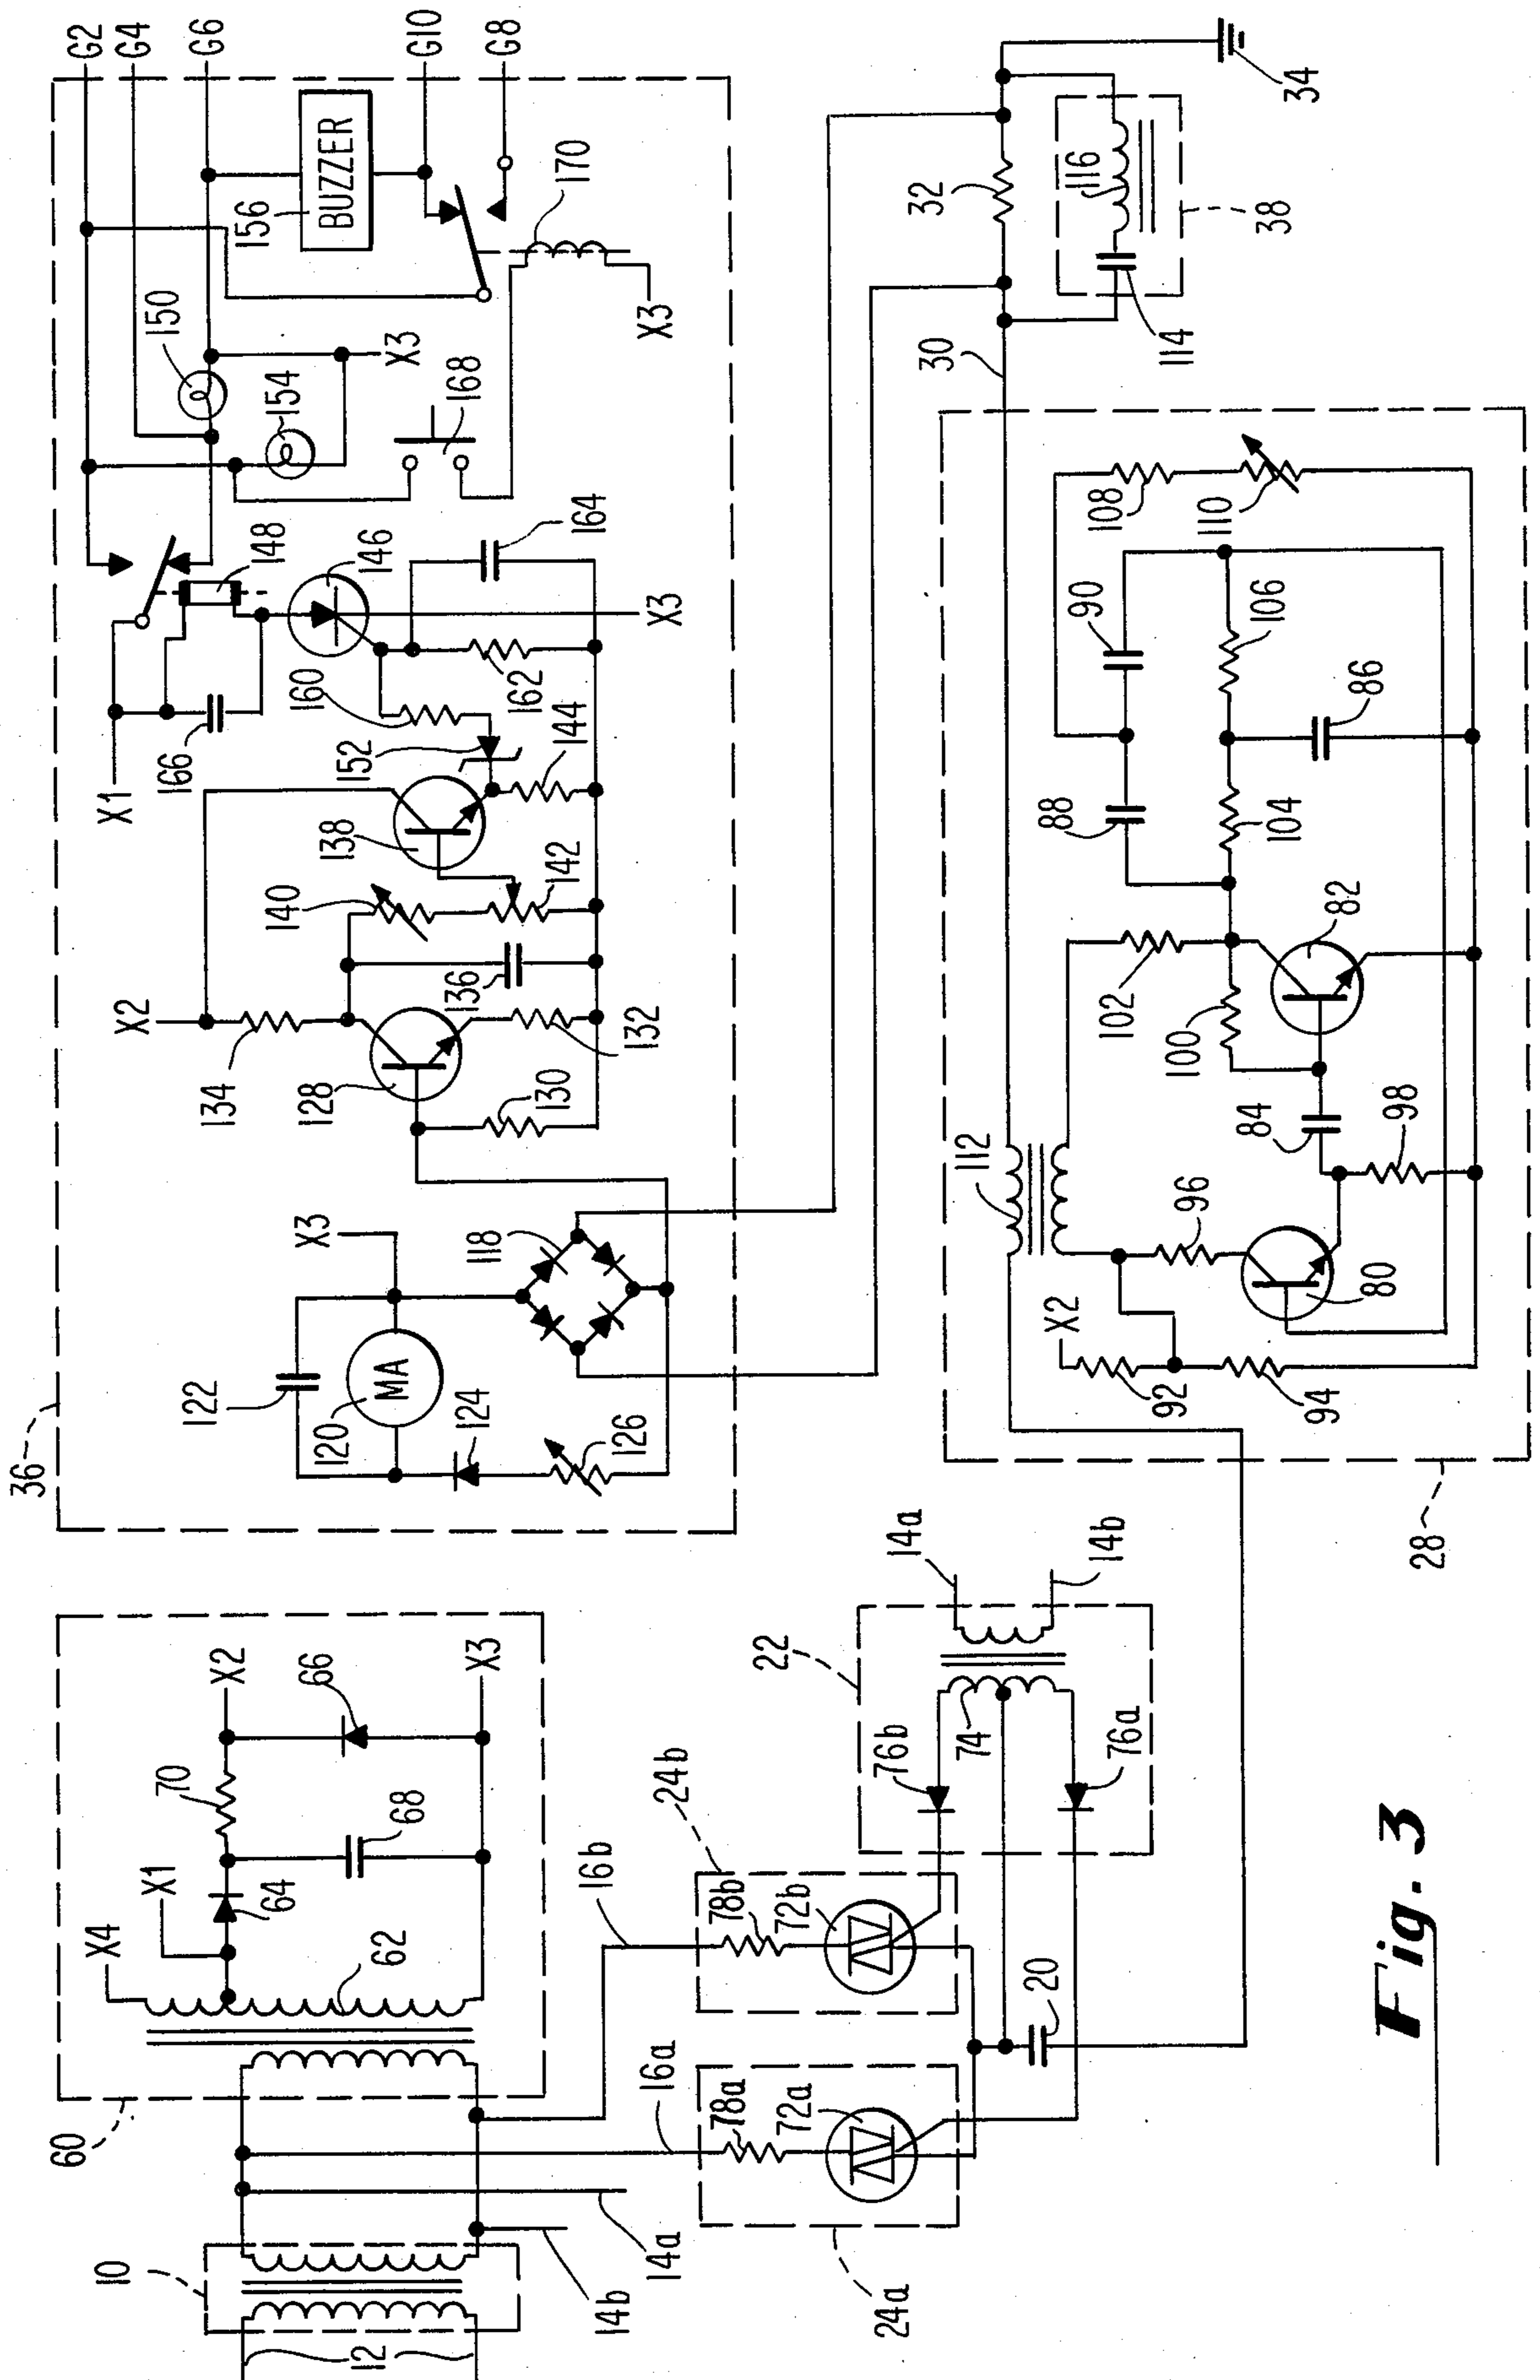 10
12
14b
14a
16a
16b
60
X4
X1
62
64
70
68
X2
66
X3
24a
78a
72a
24b
78b
72b
20
22
76b
74
76a
14a
14b
36
122
120
MA
124
126
X3
118
X2
134
128
130
132
136
140
142
138
144
152
160
162
X1
166
148
146
164
X3
G2
G4
G6
G10
G8
150
154
X3
168
156
BUZZER
170
X3
30
32
34
38
114
116
28
112
X2
92
94
96
80
84
98
100
102
82
88
90
104
106
86
108
110
Fig. 3